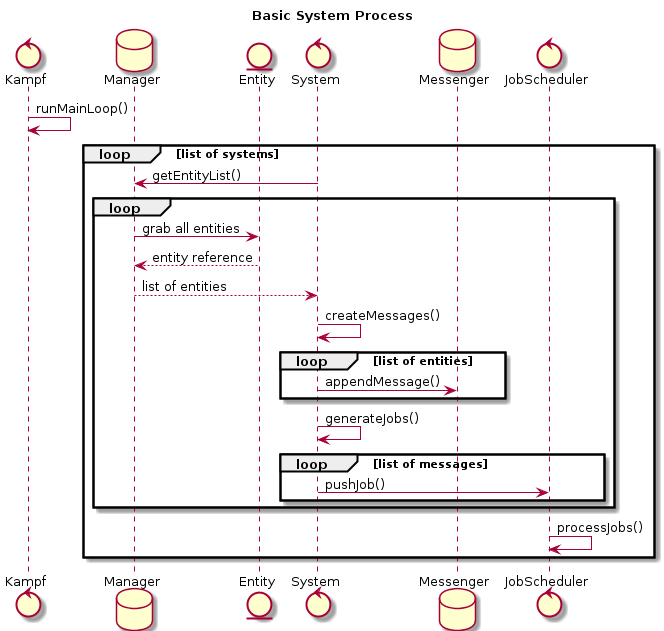 Basic System Process
Kampf Manager Entity System Messenger JobScheduler
runMainLoop()
loop [list of systems]
getEntityList()
loop
grab all entities
entity reference
list of entities
createMessages()
loop [list of entities]
appendMessage()
generateJobs()
loop [list of messages]
pushJob()
processJobs()
Kampf Manager Entity System Messenger JobScheduler